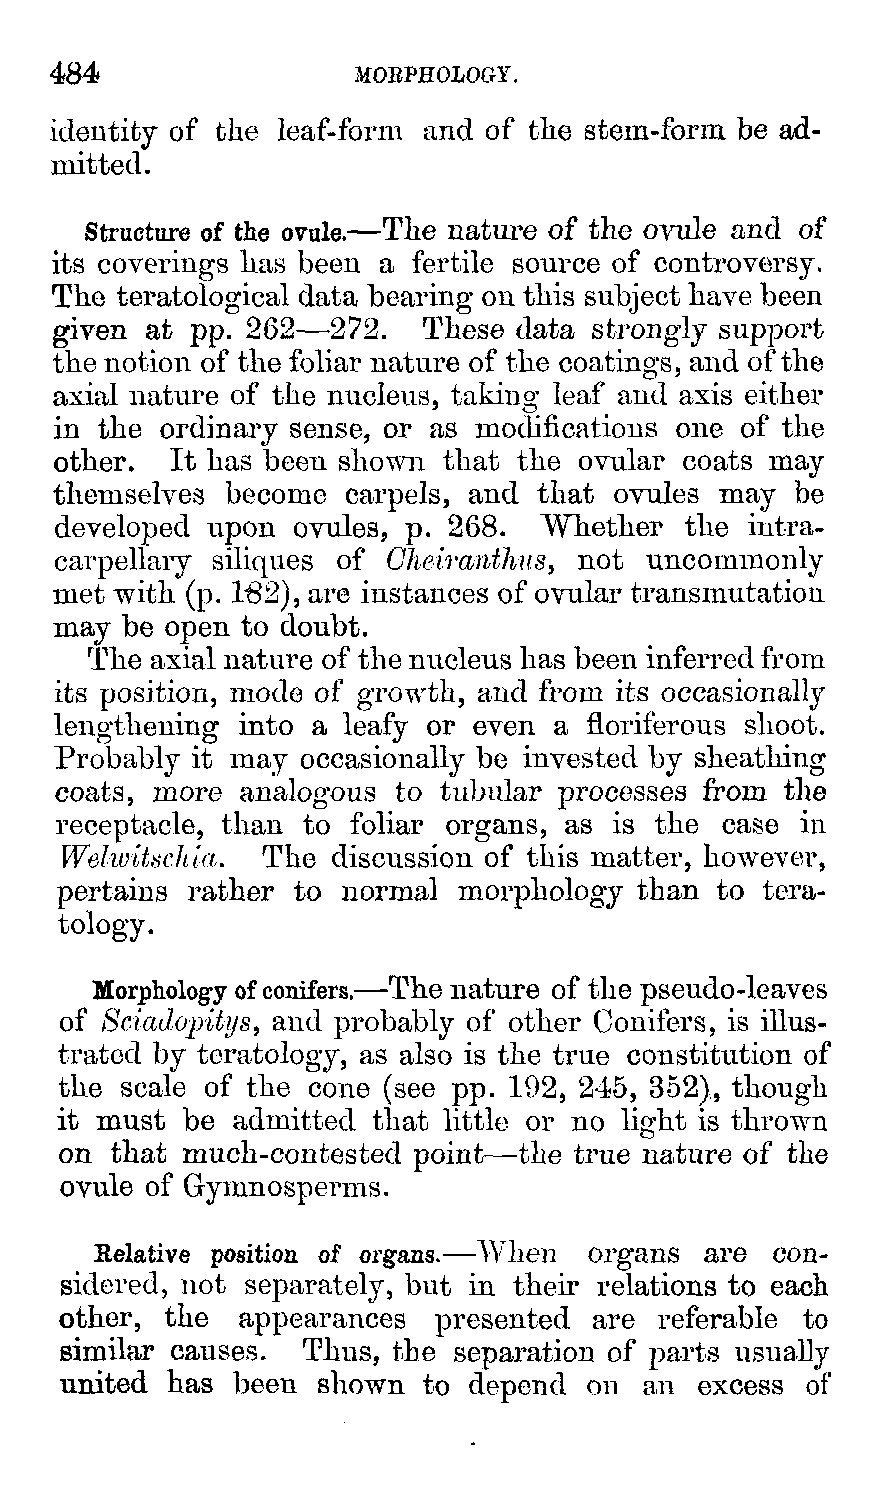 484 MORPHOLOGY.
identity of the leaf-form and of the stem-form be ad-
mitted.
Structure of the ovule.—The nature of the ovule and of
its coverings has been a fertile source of controversy.
The teratological data bearing on this subject have been
given at pp. 262—272. These data strongly support
the notion of the foliar nature of the coatings, and of the
axial nature of the nucleus, taking leaf and axis either
in the ordinary sense, or as modifications one of the
other. It has been shown that the ovular coats may
themselves become carpels, and that ovules may be
developed upon ovules, p. 268. Whether the intra-
carpellary siliques of Cheiranthus, not uncommonly
met with (p. 182), are instances of ovular transmutation
may be open to doubt.
The axial nature of the nucleus has been inferred from
its position, mode of growth, and from its occasionally
lengthening into a leafy or even a floriferous shoot.
Probably it may occasionally be invested by sheathing
coats, more analogous to tubular processes from the
receptacle, than to foliar organs, as is the case in
Welwitschia. The discussion of this matter, however,
pertains rather to normal morphology than to tera-
tology.
Morphology of conifers.—The nature of the pseudo-leaves
of Sciadopitys, and probably of other Conifers, is illus-
trated by teratology, as also is the true constitution of
the scale of the cone (see pp. 192, 245, 352), though
it must be admitted that little or no light is thrown
on that much-contested point—the true nature of the
ovule of Gymnosperms.
Relative position of organs.—When organs are con-
sidered, not separately, but in their relations to each
other, the appearances presented are referable to
similar causes. Thus, the separation of parts usually
united has been shown to depend on an excess of